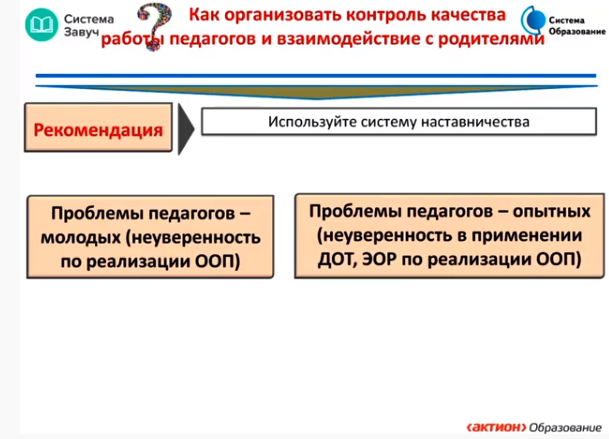 Система
Завуч
Как организовать контроль качества
работы педагогов и взаимодействие с родителями
Система
Образование
Рекомендация
Используйте систему наставничества
Проблемы педагогов –
молодых (неуверенность
по реализации ООП)
Проблемы педагогов – опытных
(неуверенность в применении
ДОТ, ЭОР по реализации ООП)
‹актион› Образование